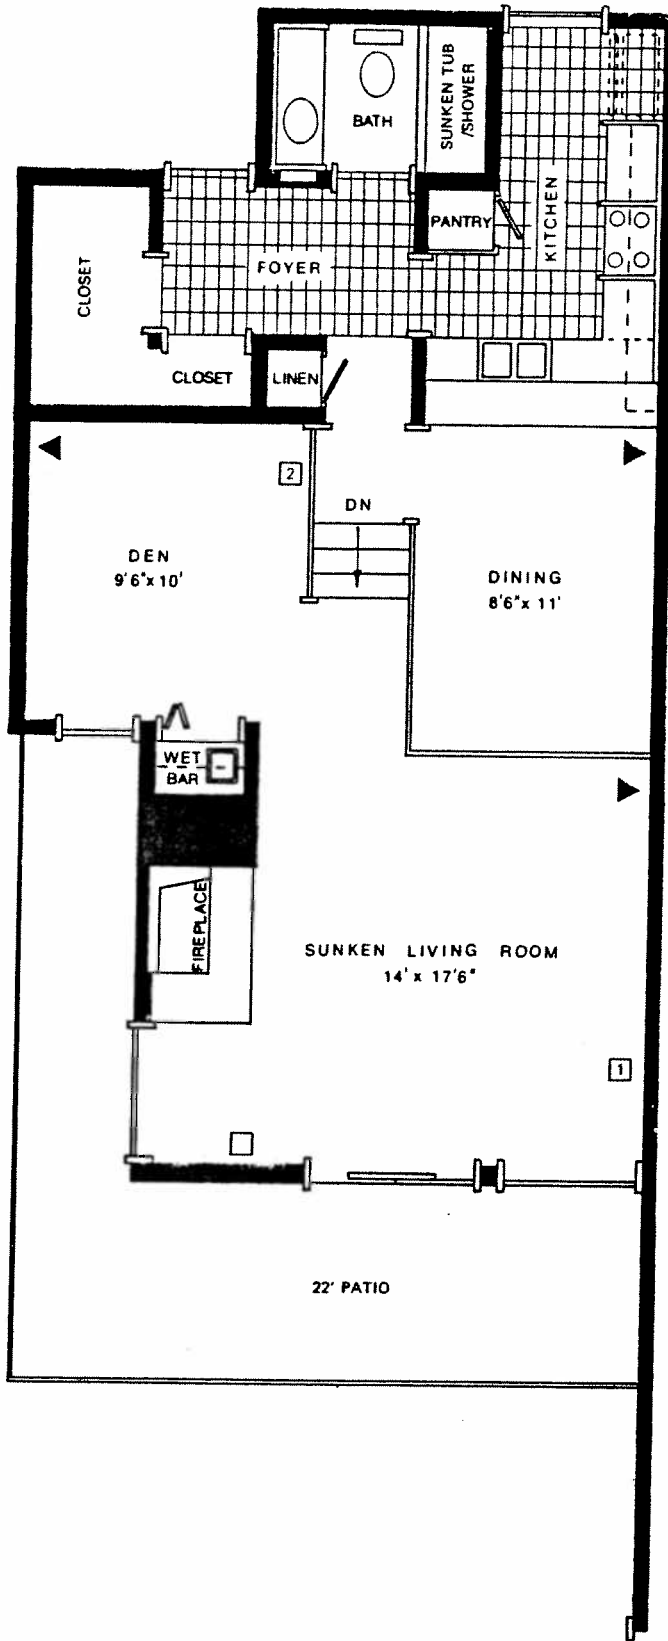 SUNKEN TUB
/SHOWER
BATH
KITCHEN
PANTRY
FOYER
CLOSET
CLOSET
LINEN
2
DN
DEN
9'6"x 10'
DINING
8'6"x 11'
WET
BAR
FIREPLACE
SUNKEN LIVING ROOM
14' x 17'6"
1
22' PATIO